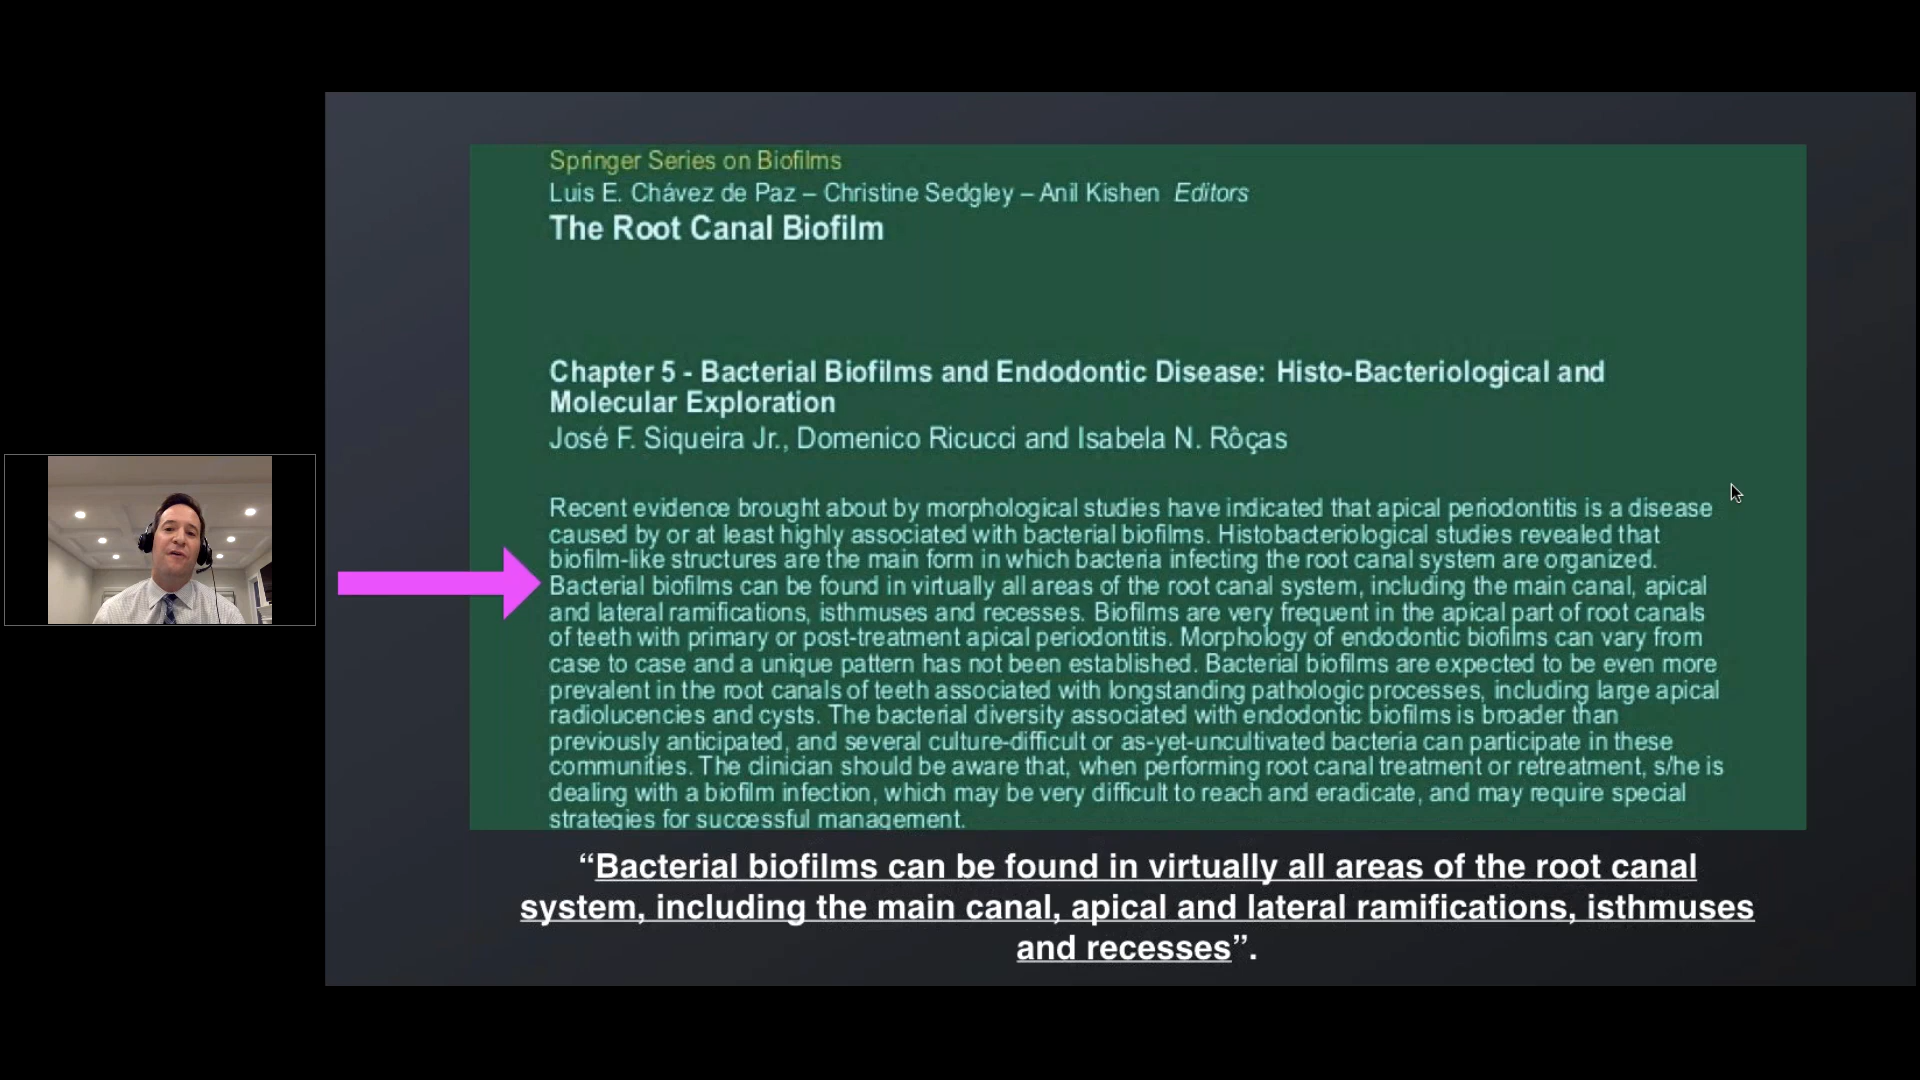 Springer Series on Biofilms
Luis E. Chávez de Paz – Christine Sedgley – Anil Kishen Editors
The Root Canal Biofilm
Chapter 5 - Bacterial Biofilms and Endodontic Disease: Histo-Bacteriological and
Molecular Exploration
José F. Siqueira Jr., Domenico Ricucci and Isabela N. Rôças
Recent evidence brought about by morphological studies have indicated that apical periodontitis is a disease
caused by or at least highly associated with bacterial biofilms. Histobacteriological studies revealed that
biofilm-like structures are the main form in which bacteria infecting the root canal system are organized.
Bacterial biofilms can be found in virtually all areas of the root canal system, including the main canal, apical
and lateral ramifications, isthmuses and recesses. Biofilms are very frequent in the apical part of root canals
of teeth with primary or post-treatment apical periodontitis. Morphology of endodontic biofilms can vary from
case to case and a unique pattern has not been established. Bacterial biofilms are expected to be even more
prevalent in the root canals of teeth associated with longstanding pathologic processes, including large apical
radiolucencies and cysts. The bacterial diversity associated with endodontic biofilms is broader than
previously anticipated, and several culture-difficult or as-yet-uncultivated bacteria can participate in these
communities. The clinician should be aware that, when performing root canal treatment or retreatment, s/he is
dealing with a biofilm infection, which may be very difficult to reach and eradicate, and may require special
strategies for successful management.
“Bacterial biofilms can be found in virtually all areas of the root canal
system, including the main canal, apical and lateral ramifications, isthmuses
and recesses”.